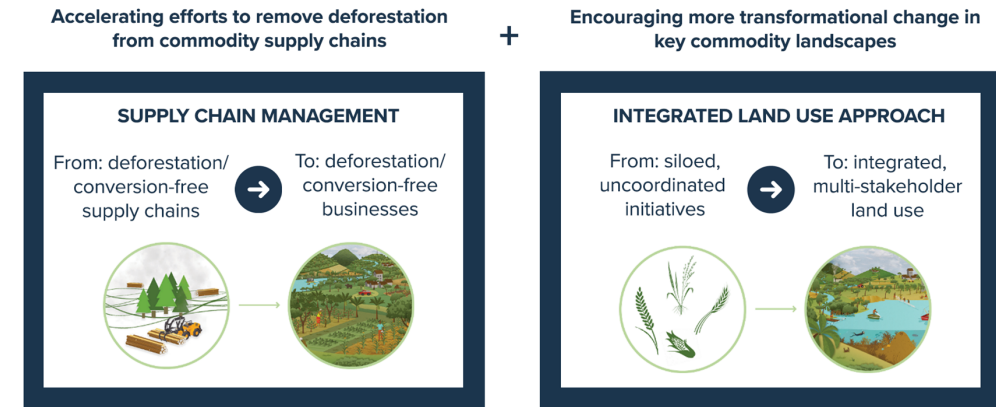 Accelerating efforts to remove deforestation
from commodity supply chains
+
Encouraging more transformational change in
key commodity landscapes
SUPPLY CHAIN MANAGEMENT
From: deforestation/
conversion-free
supply chains
To: deforestation/
conversion-free
businesses
INTEGRATED LAND USE APPROACH
From: siloed,
uncoordinated
initiatives
To: integrated,
multi-stakeholder
land use